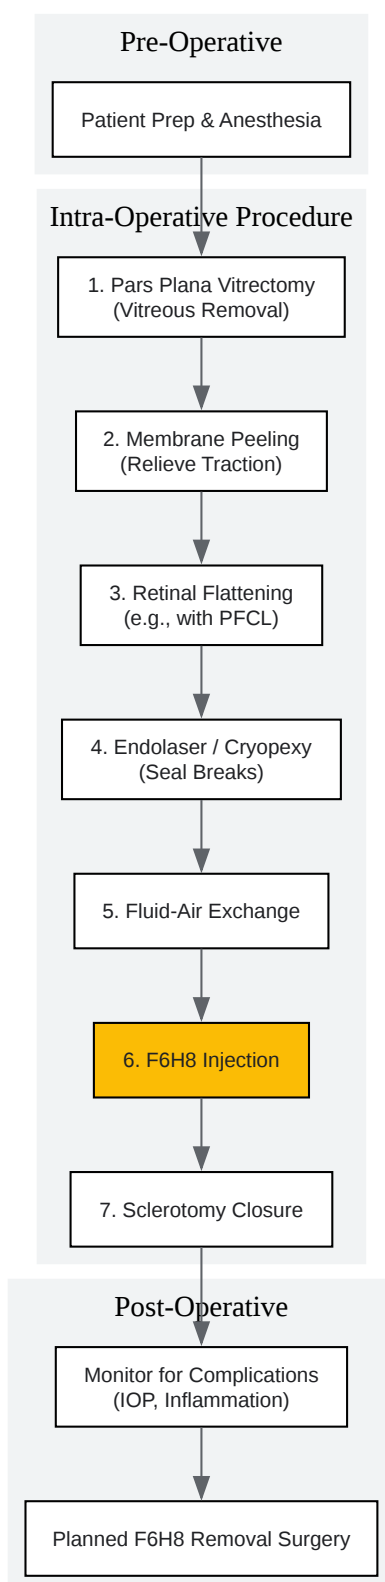 Pre-Operative
Patient Prep & Anesthesia
Intra-Operative Procedure
1. Pars Plana Vitrectomy
(Vitreous Removal)
2. Membrane Peeling
(Relieve Traction)
3. Retinal Flattening
(e.g., with PFCL)
4. Endolaser / Cryopexy
(Seal Breaks)
5. Fluid-Air Exchange
6. F6H8 Injection
7. Sclerotomy Closure
Post-Operative
Monitor for Complications
(IOP, Inflammation)
Planned F6H8 Removal Surgery